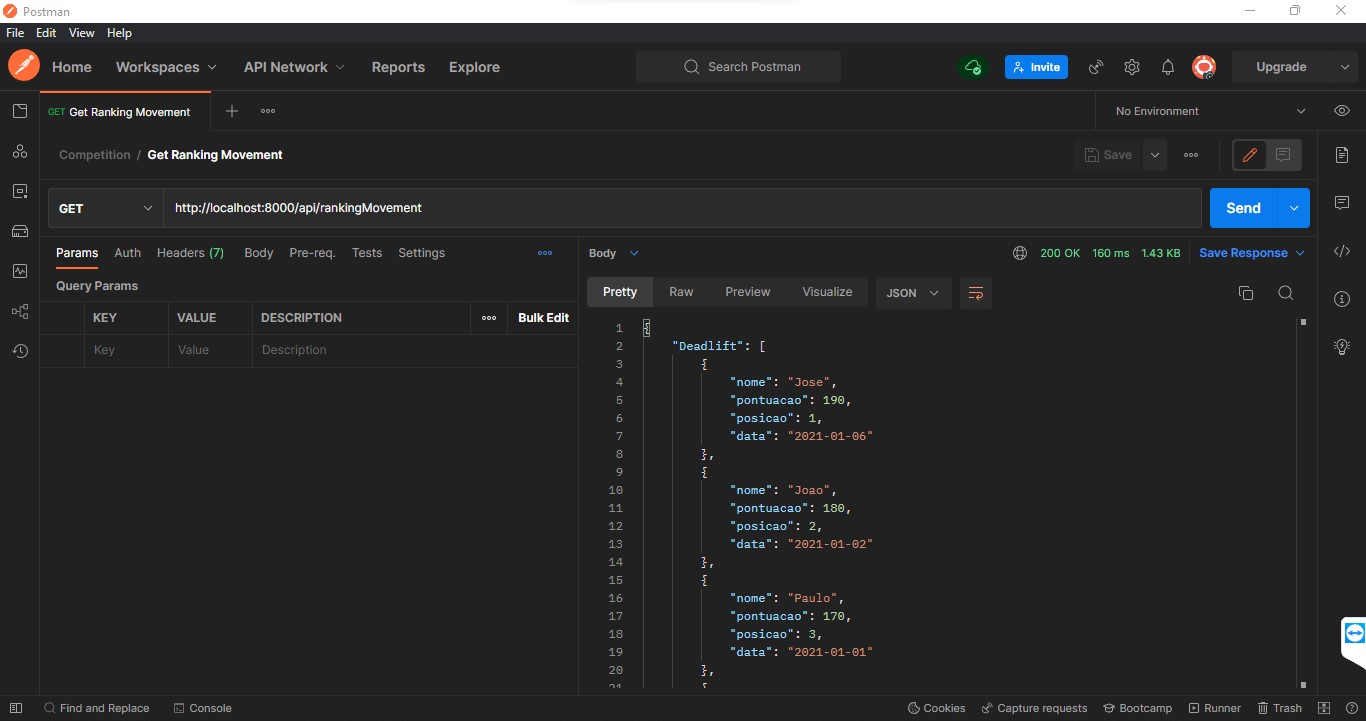 Postman
File Edit View Help
Home Workspaces API Network Reports Explore Search Postman Invite Upgrade
GET Get Ranking Movement No Environment
Competition / Get Ranking Movement Save
GET http://localhost:8000/api/rankingMovement Send
Params Auth Headers (7) Body Pre-req. Tests Settings
Body 200 OK 160 ms 1.43 KB Save Response
Query Params
KEY VALUE DESCRIPTION Bulk Edit
Key Value Description
Pretty Raw Preview Visualize JSON
1 {
2 "Deadlift": [
3 {
4 "nome": "Jose",
5 "pontuacao": 190,
6 "posicao": 1,
7 "data": "2021-01-06"
8 },
9 {
10 "nome": "Joao",
11 "pontuacao": 180,
12 "posicao": 2,
13 "data": "2021-01-02"
14 },
15 {
16 "nome": "Paulo",
17 "pontuacao": 170,
18 "posicao": 3,
19 "data": "2021-01-01"
20 },
21 {
Find and Replace Console Cookies Capture requests Bootcamp Runner Trash